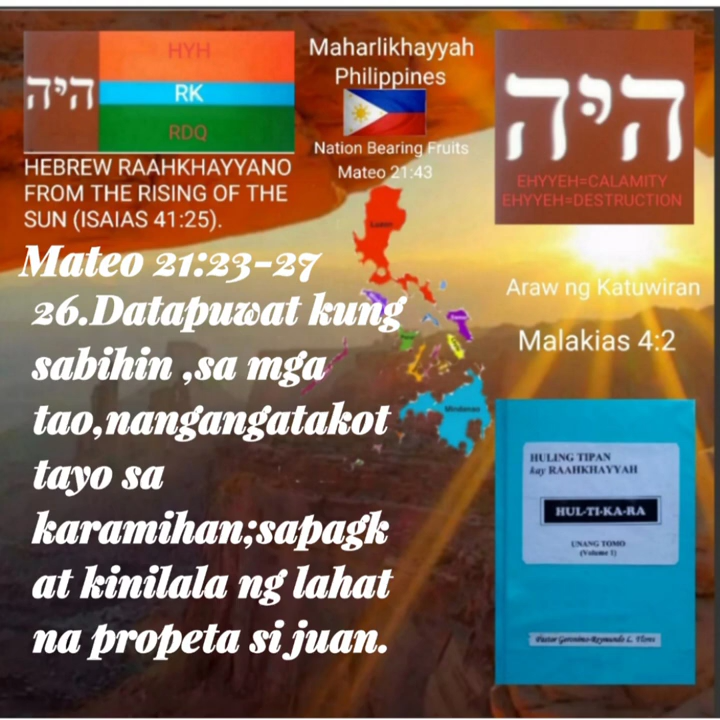 HYH
היה
RK
RDQ
HEBREW RAAHKHAYYANO
FROM THE RISING OF THE
SUN (ISAIAS 41:25).
Maharlikhayyah
Philippines
Nation Bearing Fruits
Mateo 21:43
היה
EHYYEH=CALAMITY
EHYYEH=DESTRUCTION
Mateo 21:23-27
26.Datapuwat kung
sabihin ,sa mga
tao,nangangatakot
tayo sa
karamihan;sapagk
at kinilala ng lahat
na propeta si juan.
Luzon
Mindanao
Araw ng Katuwiran
Malakias 4:2
HULING TIPAN
kay RAAHKHAYYAH
HUL-TI-KA-RA
UNANG TOMO
(Volume 1)
Pastor Geronimo-Raymundo L. Flores